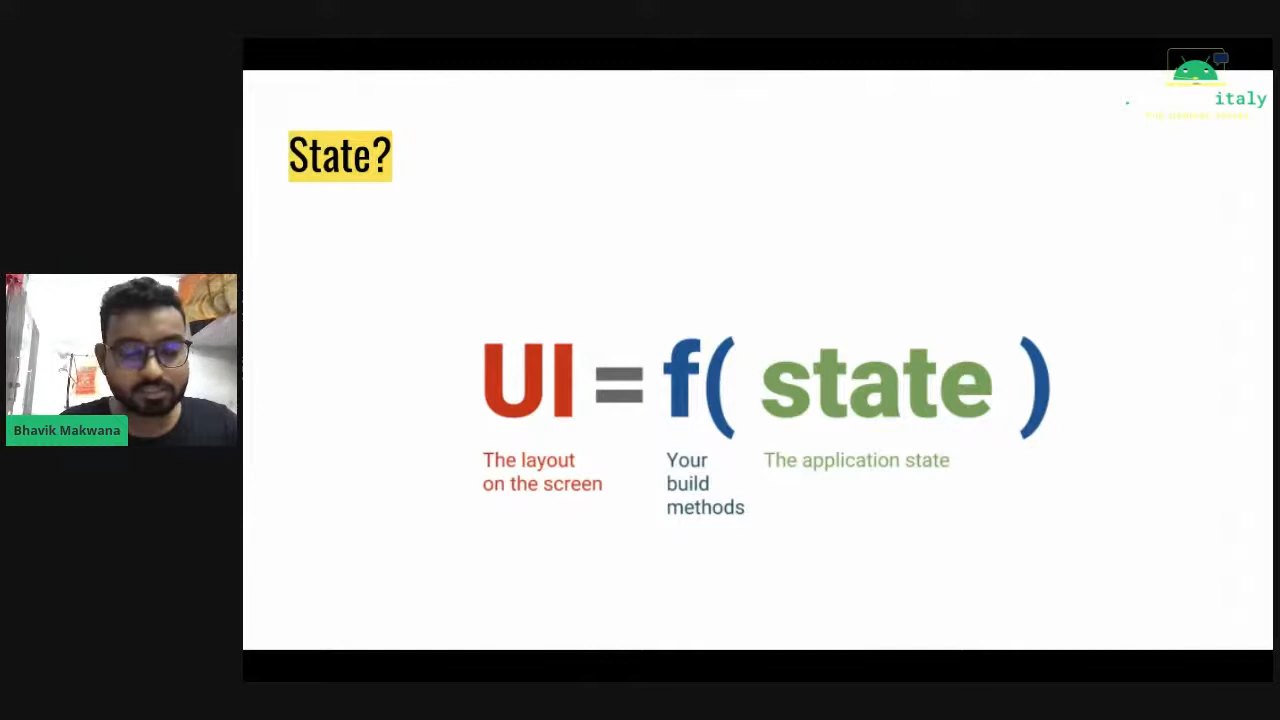 italy
State?
UI = f( state )
The layout
on the screen
Your
build
methods
The application state
Bhavik Makwana